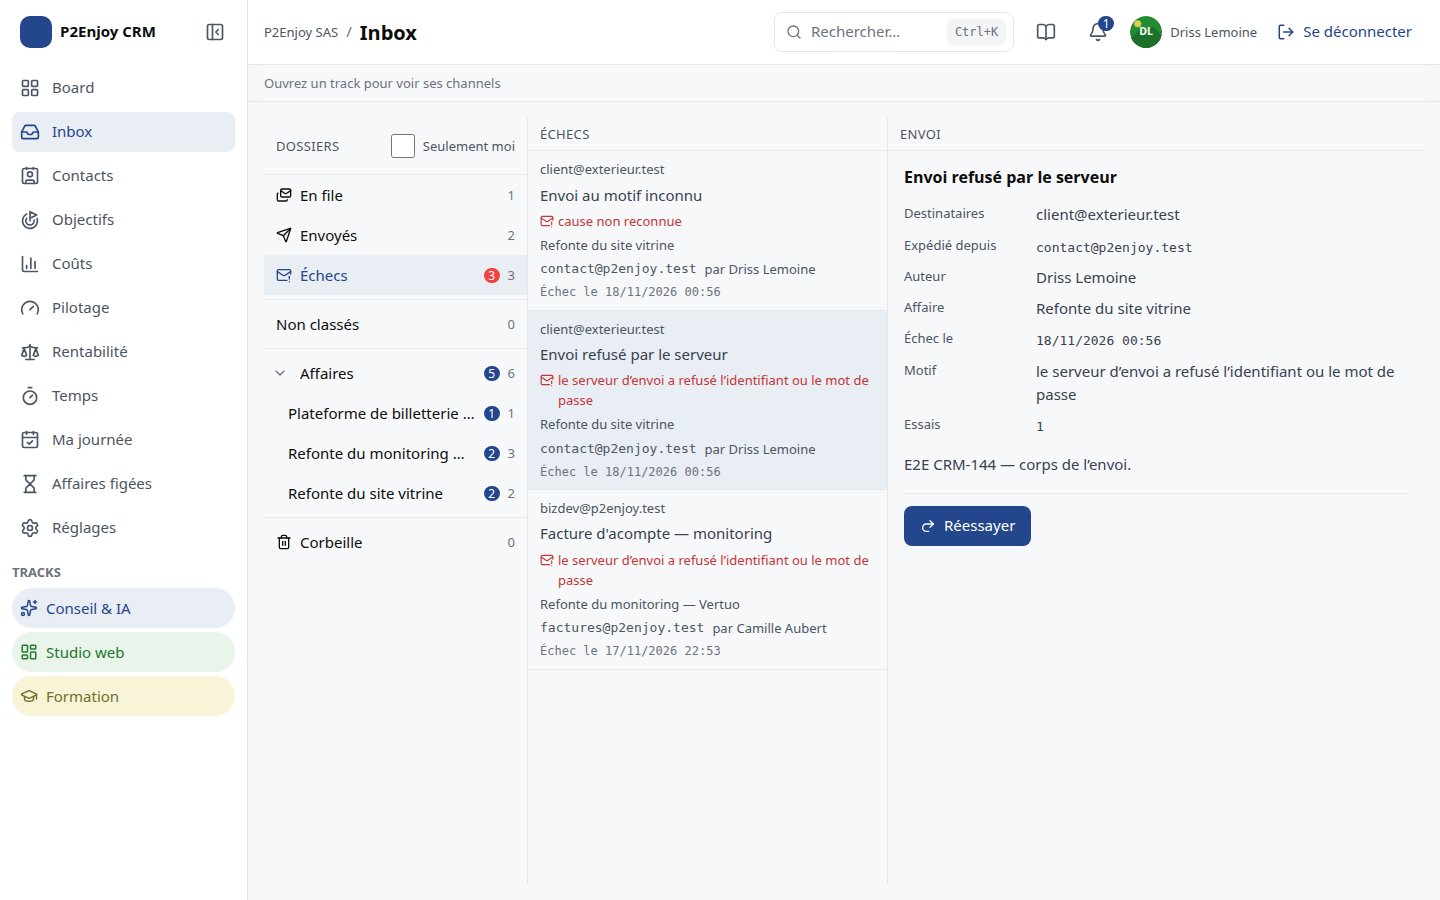 P2Enjoy CRM
Board
Inbox
Contacts
Objectifs
Coûts
Pilotage
Rentabilité
Temps
Ma journée
Affaires figées
Réglages
TRACKS
Conseil & IA
Studio web
Formation
P2Enjoy SAS / Inbox
Rechercher...
Ctrl+K
1
DL
Driss Lemoine
Se déconnecter
Ouvrez un track pour voir ses channels
DOSSIERS
Seulement moi
En file 1
Envoyés 2
Échecs 3 3
Non classés 0
Affaires 5 6
Plateforme de billetterie ... 1 1
Refonte du monitoring ... 2 3
Refonte du site vitrine 2 2
Corbeille 0
ÉCHECS
client@exterieur.test
Envoi au motif inconnu
cause non reconnue
Refonte du site vitrine
contact@p2enjoy.test par Driss Lemoine
Échec le 18/11/2026 00:56
client@exterieur.test
Envoi refusé par le serveur
le serveur d’envoi a refusé l’identifiant ou le mot de
passe
Refonte du site vitrine
contact@p2enjoy.test par Driss Lemoine
Échec le 18/11/2026 00:56
bizdev@p2enjoy.test
Facture d'acompte — monitoring
le serveur d’envoi a refusé l’identifiant ou le mot de
passe
Refonte du monitoring — Vertuo
factures@p2enjoy.test par Camille Aubert
Échec le 17/11/2026 22:53
ENVOI
Envoi refusé par le serveur
Destinataires client@exterieur.test
Expédié depuis contact@p2enjoy.test
Auteur Driss Lemoine
Affaire Refonte du site vitrine
Échec le 18/11/2026 00:56
Motif le serveur d’envoi a refusé l’identifiant ou le mot de
passe
Essais 1
E2E CRM-144 — corps de l’envoi.
Réessayer